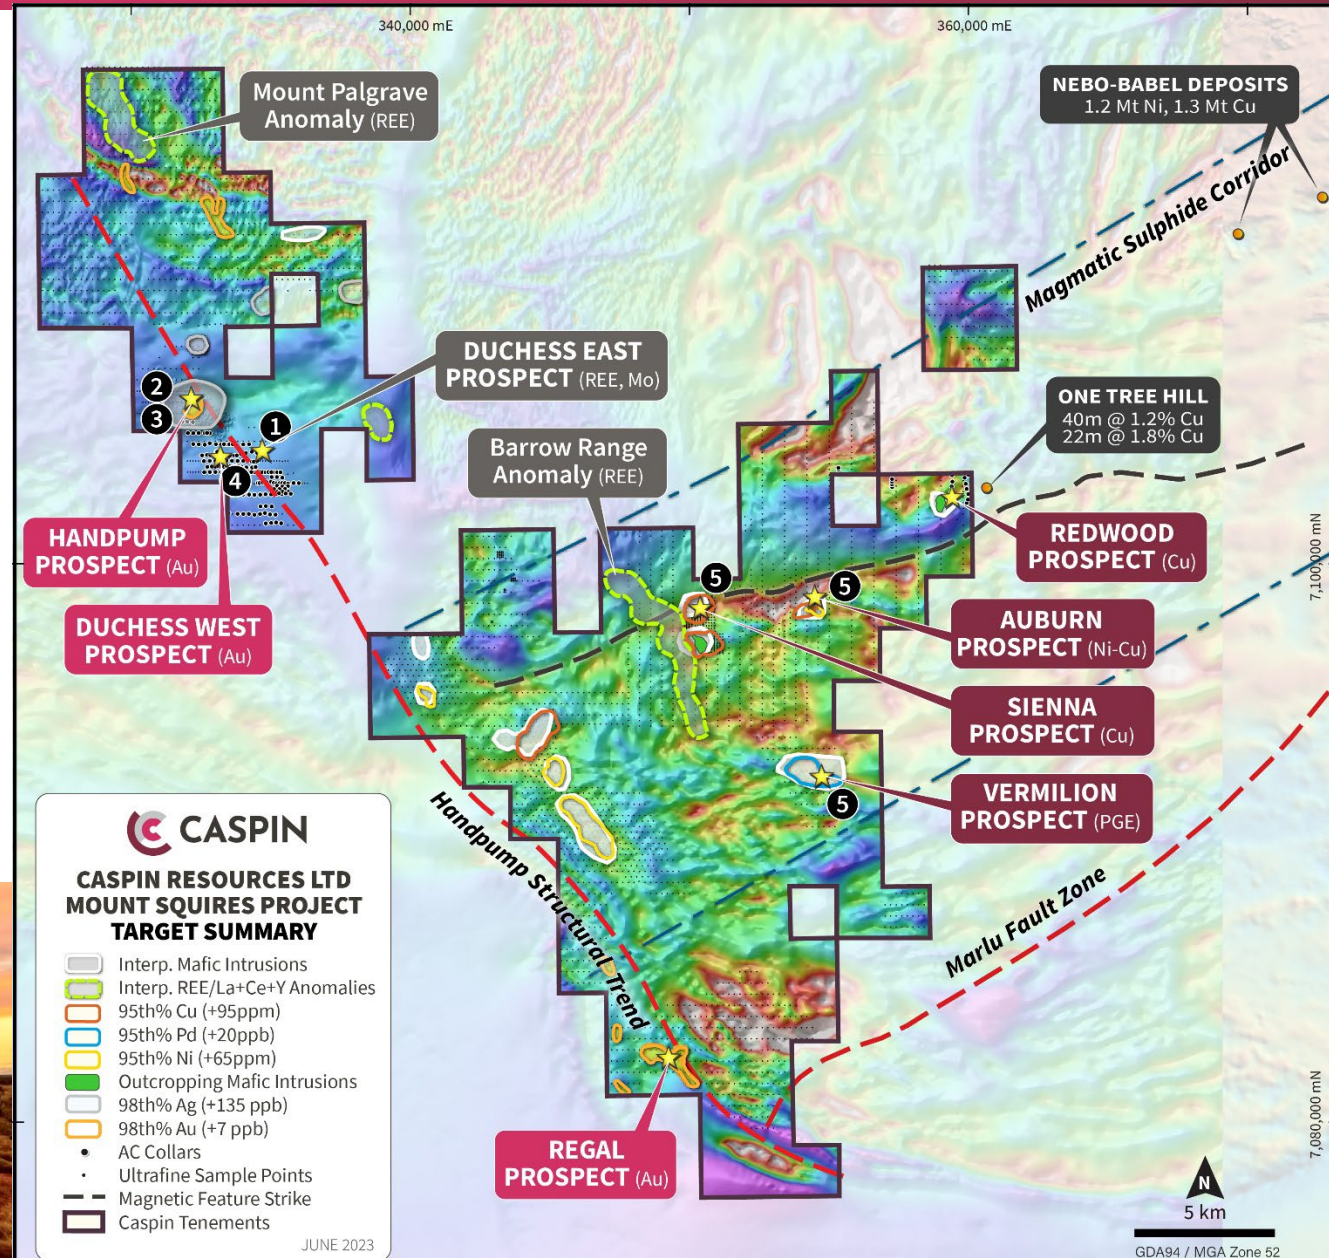 340,000 mE
360,000 mE
Mount Palgrave
Anomaly (REE)
NEBO-BABEL DEPOSITS
1.2 Mt Ni, 1.3 Mt Cu
Magmatic Sulphide Corridor
DUCHESS EAST
PROSPECT (REE, Mo)
2
3
1
4
ONE TREE HILL
40m @ 1.2% Cu
22m @ 1.8% Cu
Barrow Range
Anomaly (REE)
HANDPUMP
PROSPECT (Au)
REDWOOD
PROSPECT (Cu)
7,100,000 mN
5
5
DUCHESS WEST
PROSPECT (Au)
AUBURN
PROSPECT (Ni-Cu)
SIENNA
PROSPECT (Cu)
VERMILION
PROSPECT (PGE)
5
Handpump Structural Trend
Marlu Fault Zone
CASPIN
CASPIN RESOURCES LTD
MOUNT SQUIRES PROJECT
TARGET SUMMARY
Interp. Mafic Intrusions
Interp. REE/La+Ce+Y Anomalies
95th% Cu (+95ppm)
95th% Pd (+20ppb)
95th% Ni (+65ppm)
Outcropping Mafic Intrusions
98th% Ag (+135 ppb)
98th% Au (+7 ppb)
AC Collars
Ultrafine Sample Points
Magnetic Feature Strike
Caspin Tenements
JUNE 2023
REGAL
PROSPECT (Au)
7,080,000 mN
N
5 km
GDA94 / MGA Zone 52